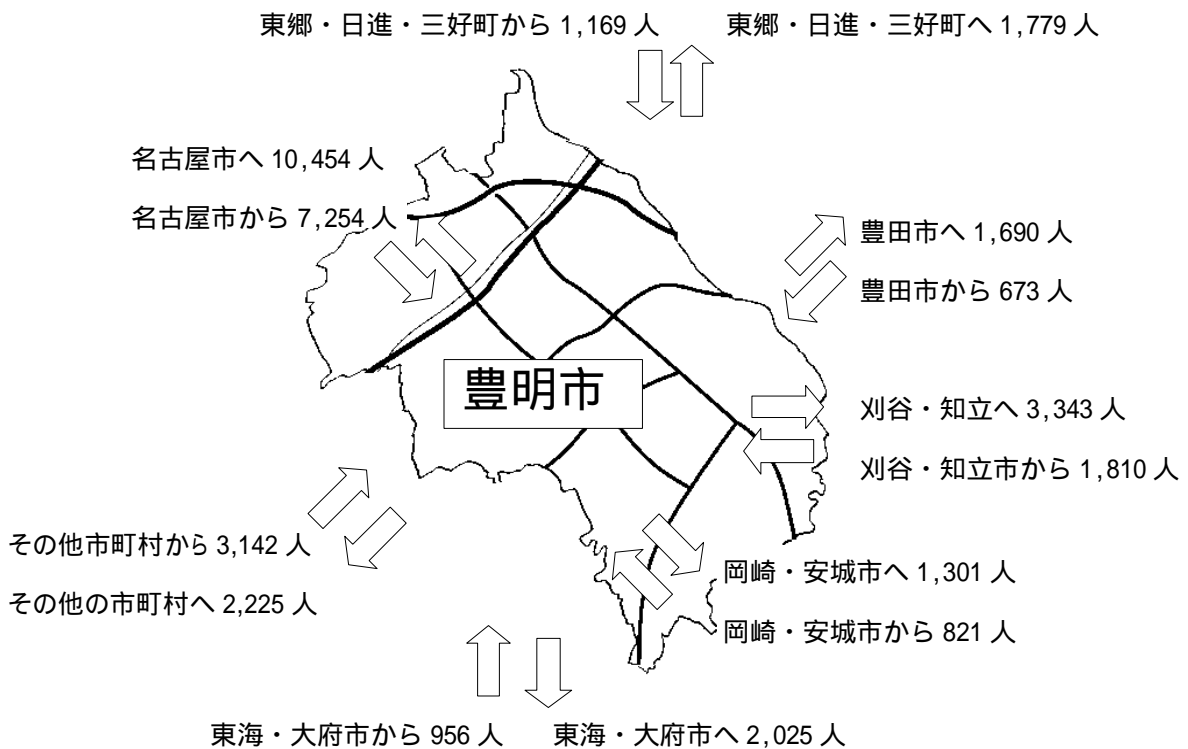 東郷・日進・三好町から 1,169 人 東郷・日進・三好町へ 1,779 人
名古屋市へ 10,454 人
名古屋市から 7,254 人
豊田市へ 1,690 人
豊田市から 673 人
豊明市
刈谷・知立へ 3,343 人
刈谷・知立市から 1,810 人
その他市町村から 3,142 人
その他の市町村へ 2,225 人
岡崎・安城市へ 1,301 人
岡崎・安城市から 821 人
東海・大府市から 956 人 東海・大府市へ 2,025 人